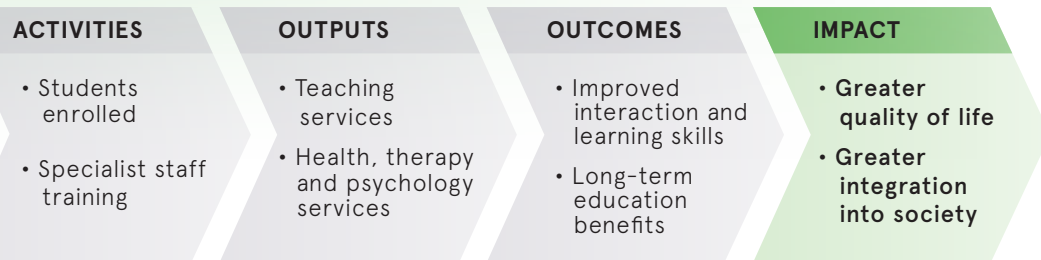 ACTIVITIES
• Students
enrolled
• Specialist staff
training
OUTPUTS
• Teaching
services
• Health, therapy
and psychology
services
OUTCOMES
• Improved
interaction and
learning skills
• Long-term
education
benefits
IMPACT
• Greater
quality of life
• Greater
integration
into society